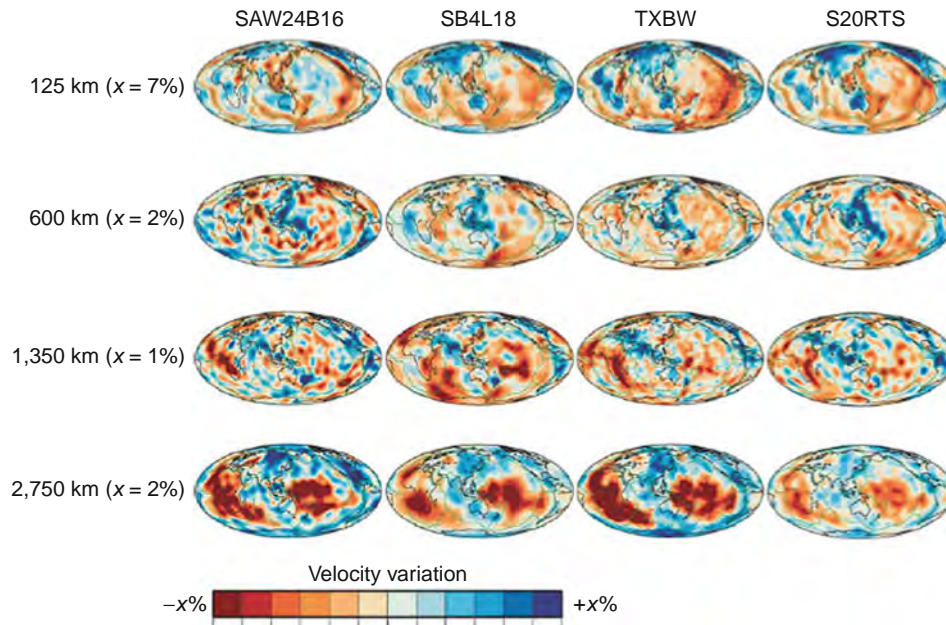 SAW24B16 SB4L18 TXBW S20RTS
125 km (x = 7%)
600 km (x = 2%)
1,350 km (x = 1%)
2,750 km (x = 2%)
Velocity variation
−x% +x%